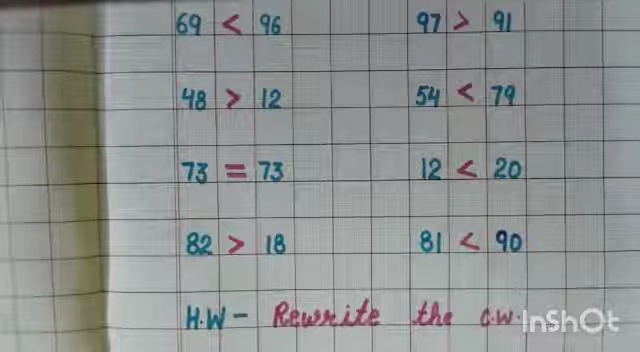 69 < 96 97 > 91
48 > 12 54 < 79
73 = 73 12 < 20
82 > 18 81 < 90
H.W - Rewrite the c.w.
InShOt